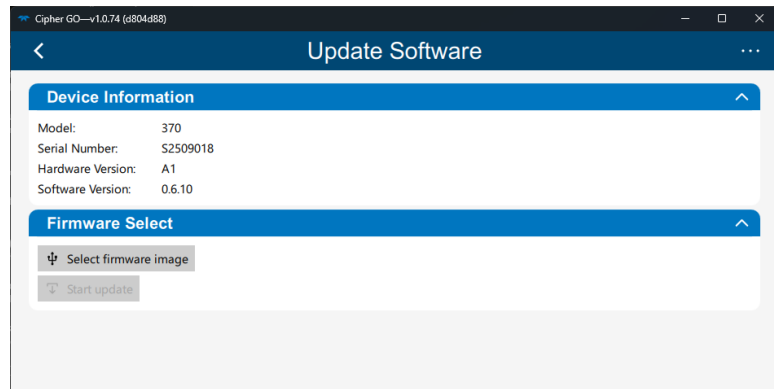 Cipher GO—v1.0.74 (d804d88)
Update Software
Device Information
Model: 370
Serial Number: S2509018
Hardware Version: A1
Software Version: 0.6.10
Firmware Select
Select firmware image
Start update